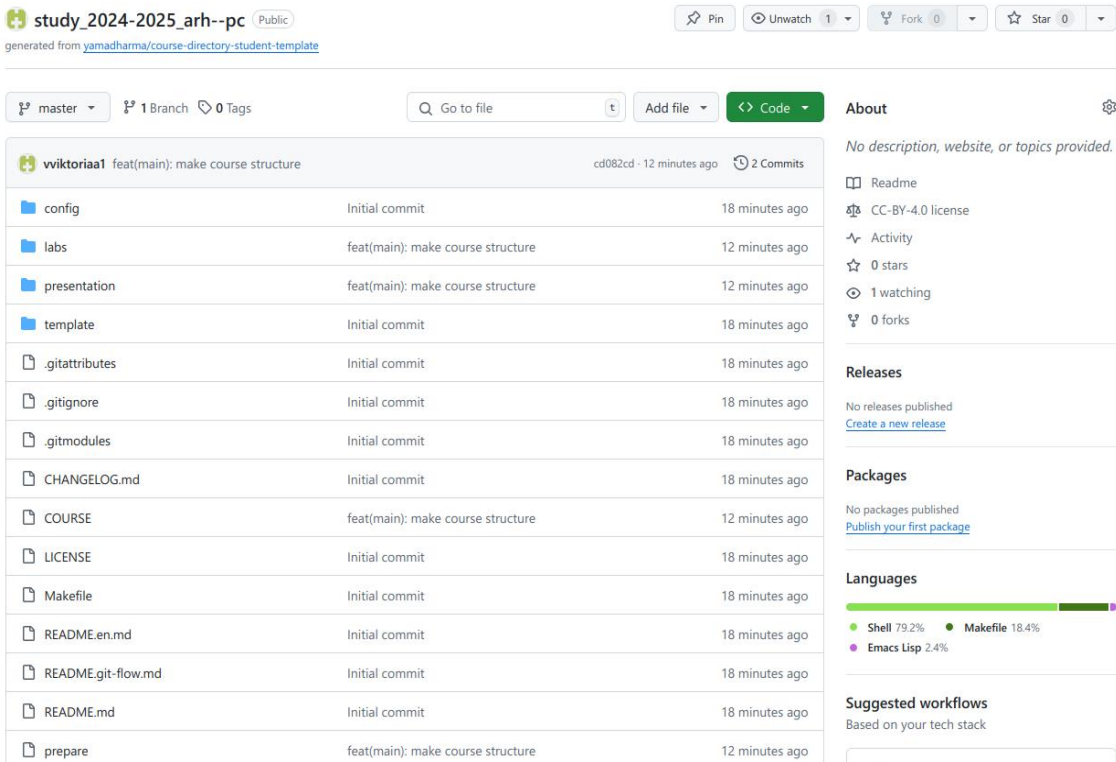 study_2024-2025_arh--pc Public
Pin Unwatch 1 Fork 0 Star 0
generated from yamadharma/course-directory-student-template
master 1 Branch 0 Tags Go to file t Add file Code
vviktoriaa1 feat(main): make course structure cd082cd · 12 minutes ago 2 Commits
config Initial commit 18 minutes ago
labs feat(main): make course structure 12 minutes ago
presentation feat(main): make course structure 12 minutes ago
template Initial commit 18 minutes ago
.gitattributes Initial commit 18 minutes ago
.gitignore Initial commit 18 minutes ago
.gitmodules Initial commit 18 minutes ago
CHANGELOG.md Initial commit 18 minutes ago
COURSE feat(main): make course structure 12 minutes ago
LICENSE Initial commit 18 minutes ago
Makefile Initial commit 18 minutes ago
README.en.md Initial commit 18 minutes ago
README.git-flow.md Initial commit 18 minutes ago
README.md Initial commit 18 minutes ago
prepare feat(main): make course structure 12 minutes ago
About
No description, website, or topics provided.
Readme
CC-BY-4.0 license
Activity
0 stars
1 watching
0 forks
Releases
No releases published
Create a new release
Packages
No packages published
Publish your first package
Languages
Shell 79.2% Makefile 18.4%
Emacs Lisp 2.4%
Suggested workflows
Based on your tech stack